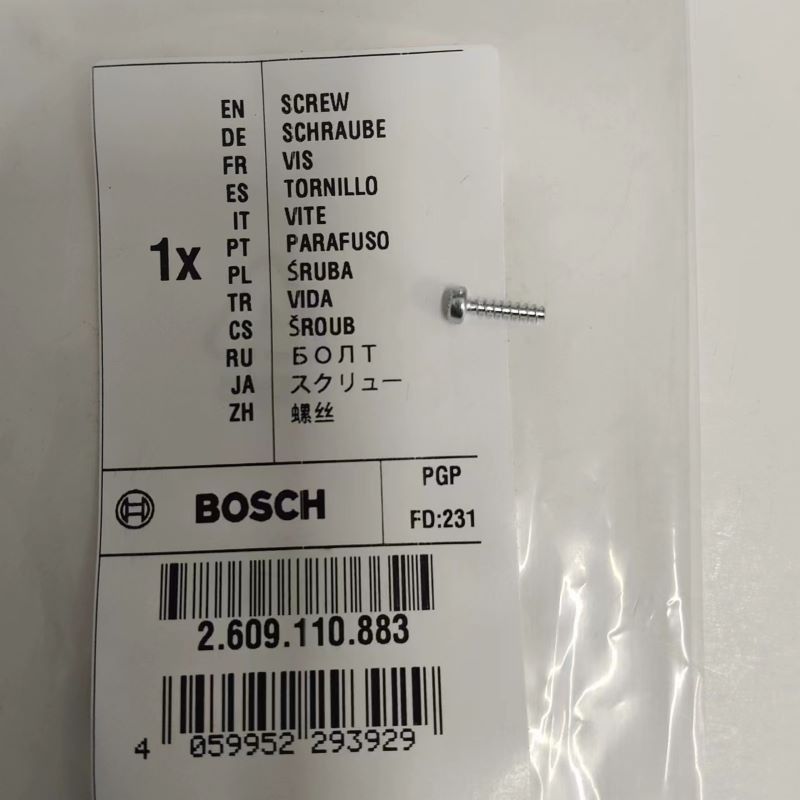 1x
EN SCREW
DE SCHRAUBE
FR VIS
ES TORNILLO
IT VITE
PT PARAFUSO
PL ŚRUBA
TR VIDA
CS ŠROUB
RU БОЛТ
JA スクリュー
ZH 螺丝
BOSCH
PGP
FD:231
2.609.110.883
4 059952 293929